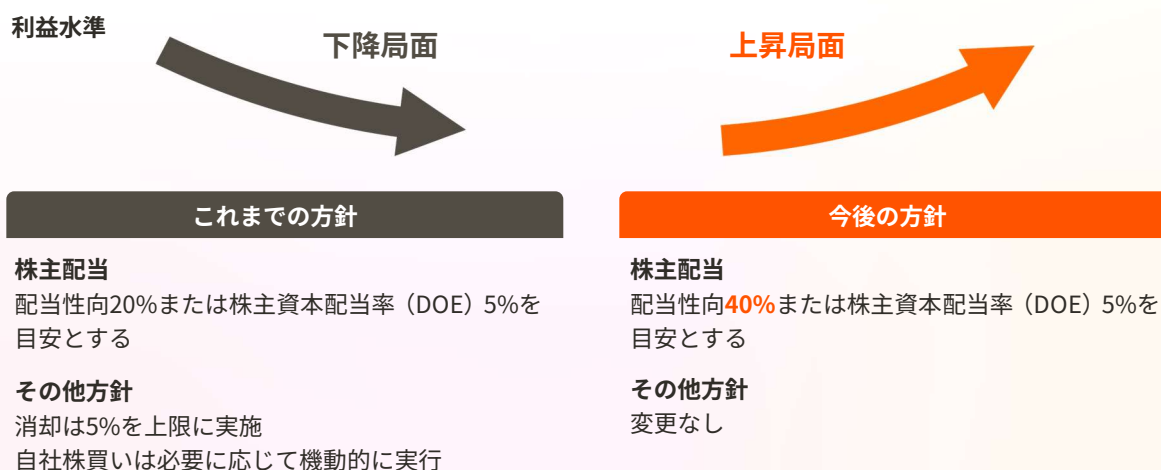 利益水準
下降局面
上昇局面
これまでの方針
株主配当
配当性向20%または株主資本配当率（DOE）5%を
目安とする
その他方針
消却は5%を上限に実施
自社株買いは必要に応じて機動的に実行
今後の方針
株主配当
配当性向40%または株主資本配当率（DOE）5%を
目安とする
その他方針
変更なし